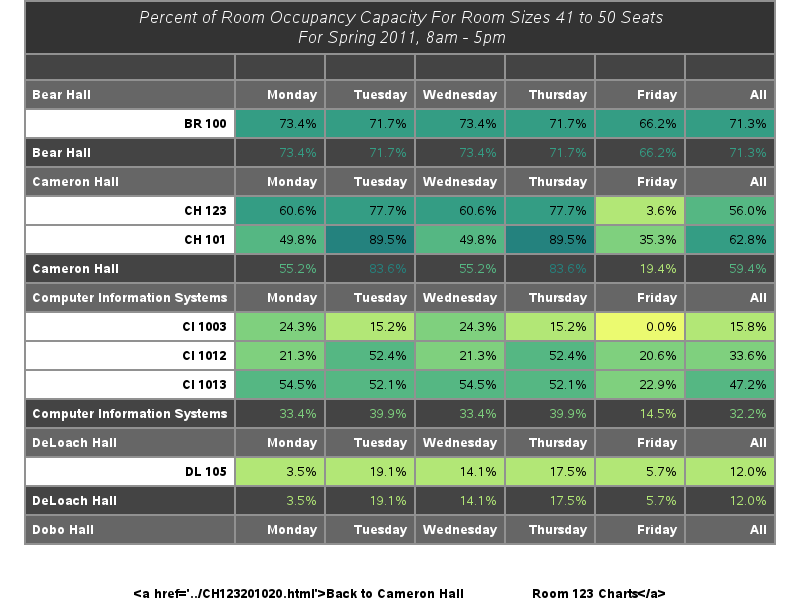 Percent of Room Occupancy Capacity For Room Sizes 41 to 50 Seats
For Spring 2011, 8am - 5pm
Bear Hall Monday Tuesday Wednesday Thursday Friday All
BR 100 73.4% 71.7% 73.4% 71.7% 66.2% 71.3%
Bear Hall 73.4% 71.7% 73.4% 71.7% 66.2% 71.3%
Cameron Hall Monday Tuesday Wednesday Thursday Friday All
CH 123 60.6% 77.7% 60.6% 77.7% 3.6% 56.0%
CH 101 49.8% 89.5% 49.8% 89.5% 35.3% 62.8%
Cameron Hall 55.2% 83.6% 55.2% 83.6% 19.4% 59.4%
Computer Information Systems Monday Tuesday Wednesday Thursday Friday All
CI 1003 24.3% 15.2% 24.3% 15.2% 0.0% 15.8%
CI 1012 21.3% 52.4% 21.3% 52.4% 20.6% 33.6%
CI 1013 54.5% 52.1% 54.5% 52.1% 22.9% 47.2%
Computer Information Systems 33.4% 39.9% 33.4% 39.9% 14.5% 32.2%
DeLoach Hall Monday Tuesday Wednesday Thursday Friday All
DL 105 3.5% 19.1% 14.1% 17.5% 5.7% 12.0%
DeLoach Hall 3.5% 19.1% 14.1% 17.5% 5.7% 12.0%
Dobo Hall Monday Tuesday Wednesday Thursday Friday All
<a href='../CH123201020.html'>Back to Cameron Hall Room 123 Charts</a>